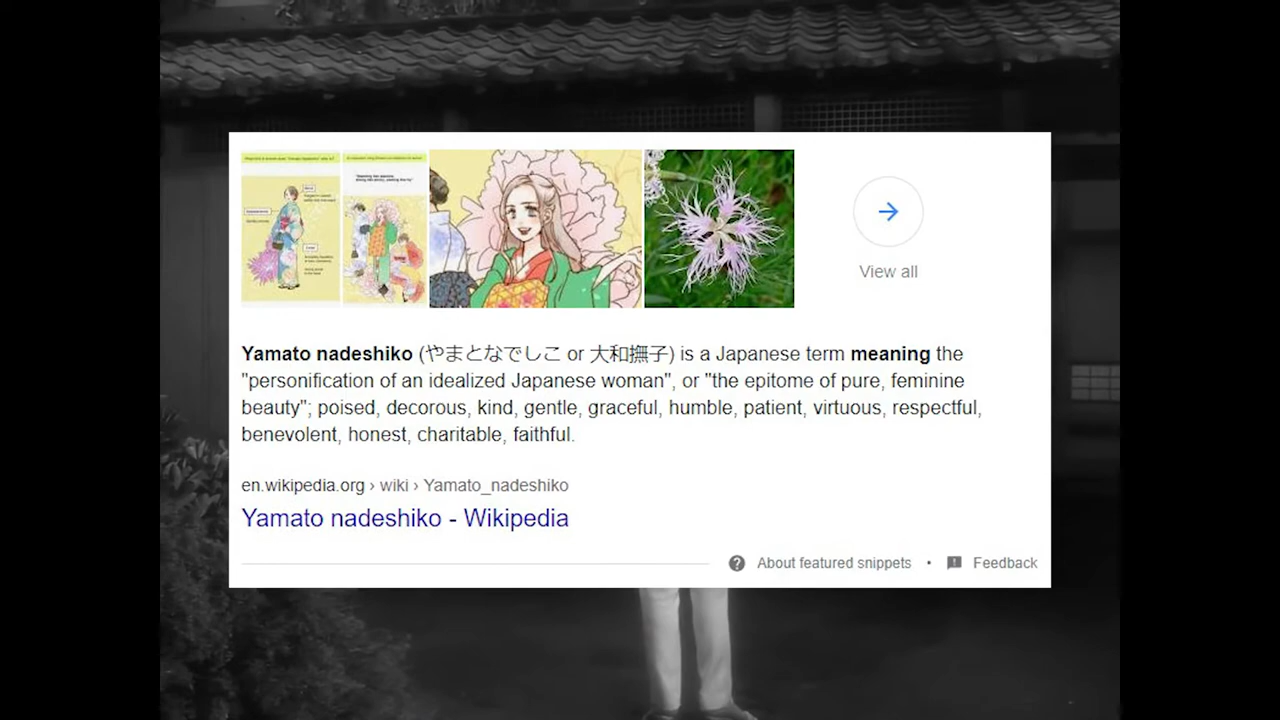 View all
Yamato nadeshiko (やまとなでしこ or 大和撫子) is a Japanese term meaning the
"personification of an idealized Japanese woman", or "the epitome of pure, feminine
beauty"; poised, decorous, kind, gentle, graceful, humble, patient, virtuous, respectful,
benevolent, honest, charitable, faithful.
en.wikipedia.org › wiki › Yamato_nadeshiko
Yamato nadeshiko - Wikipedia
About featured snippets • Feedback